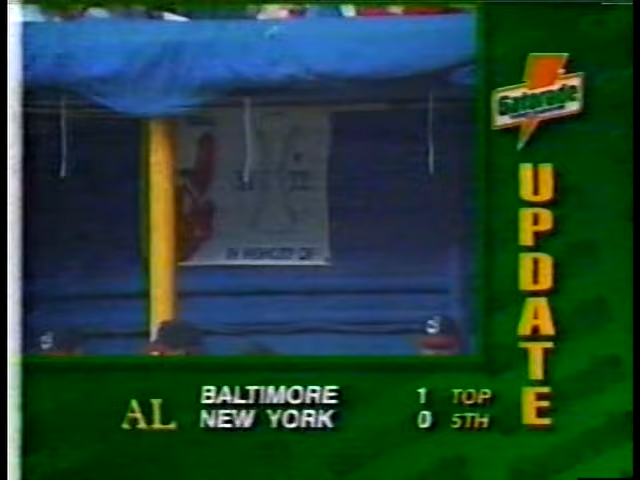 Gatorade
UPDATE
IN MEMORY OF
AL
BALTIMORE 1 TOP
NEW YORK 0 5TH